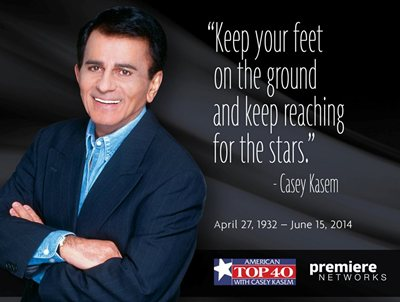 “Keep your feet
on the ground
and keep reaching
for the stars.”
- Casey Kasem
April 27, 1932 – June 15, 2014
AMERICAN
TOP 40
WITH CASEY KASEM
premiere
NETWORKS